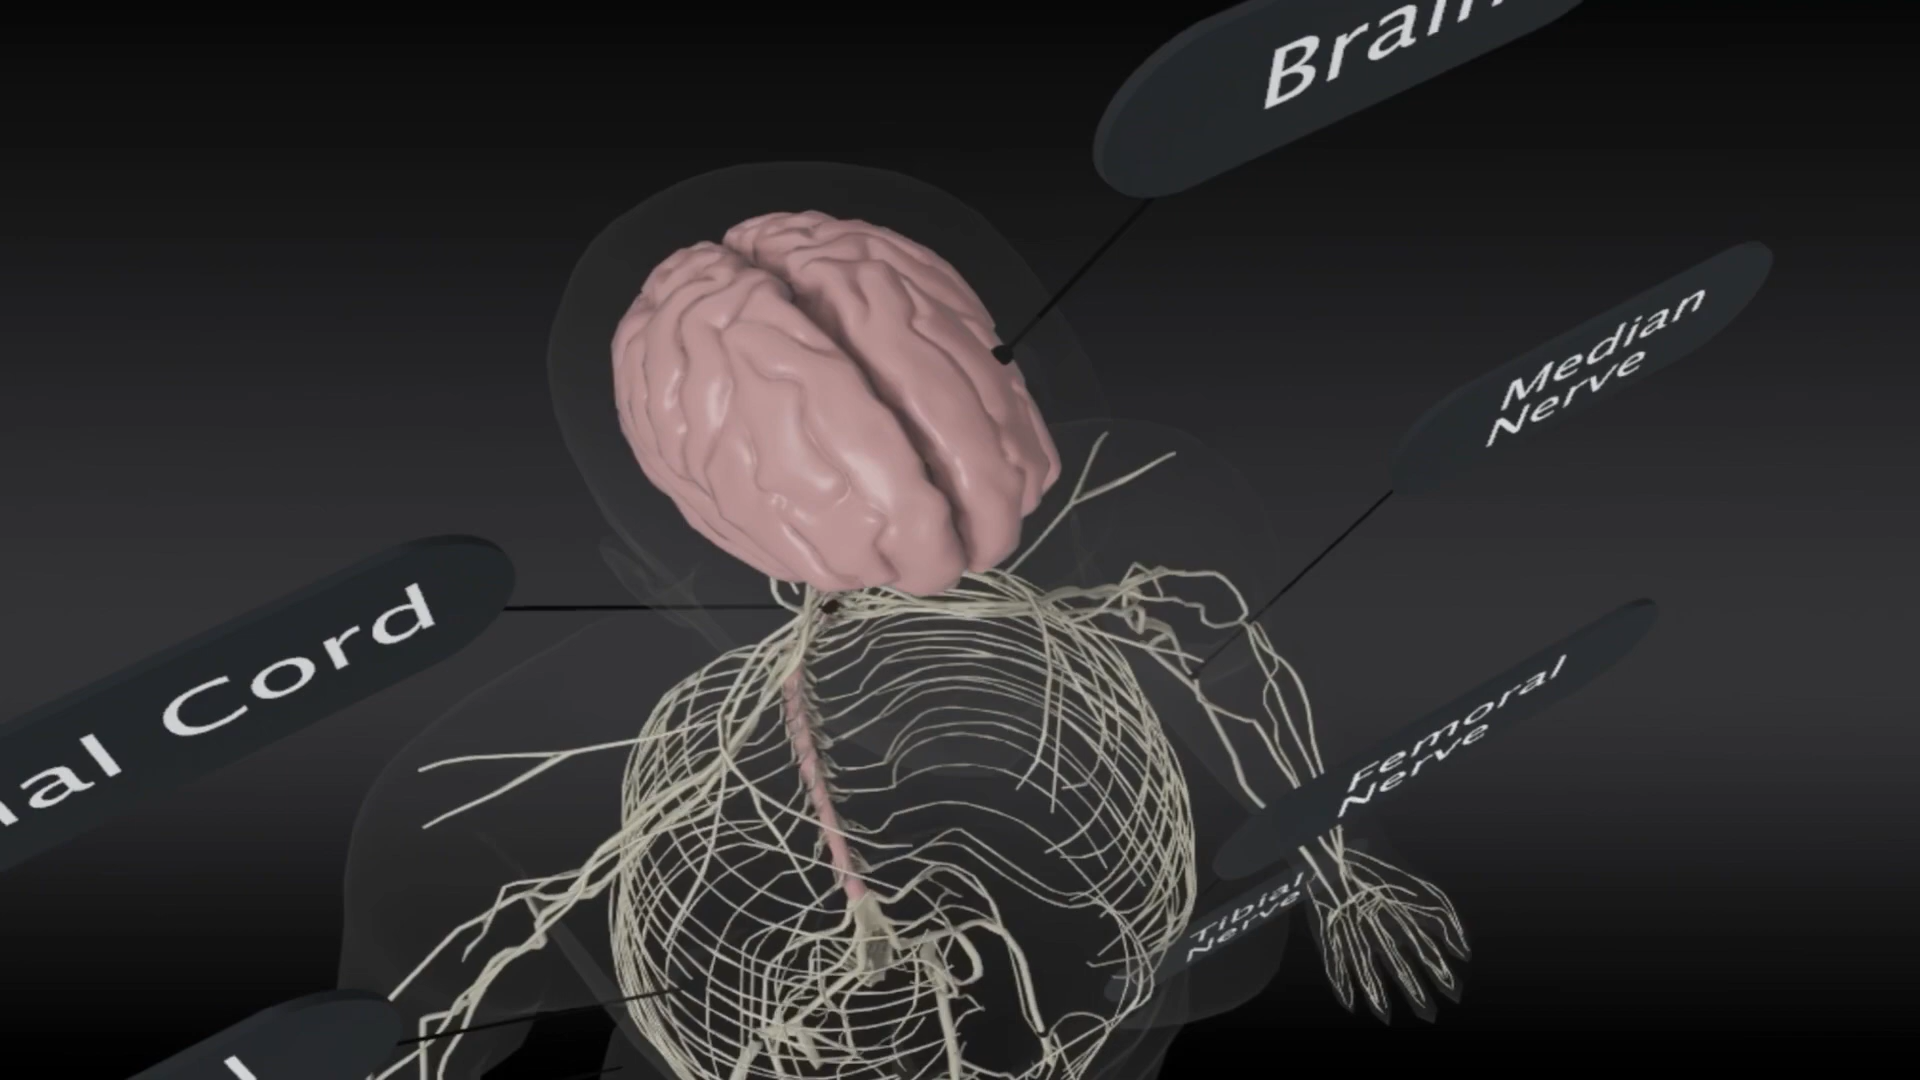 Brain
Median
Nerve
nal Cord
Femoral
Nerve
Tibial
Nerve